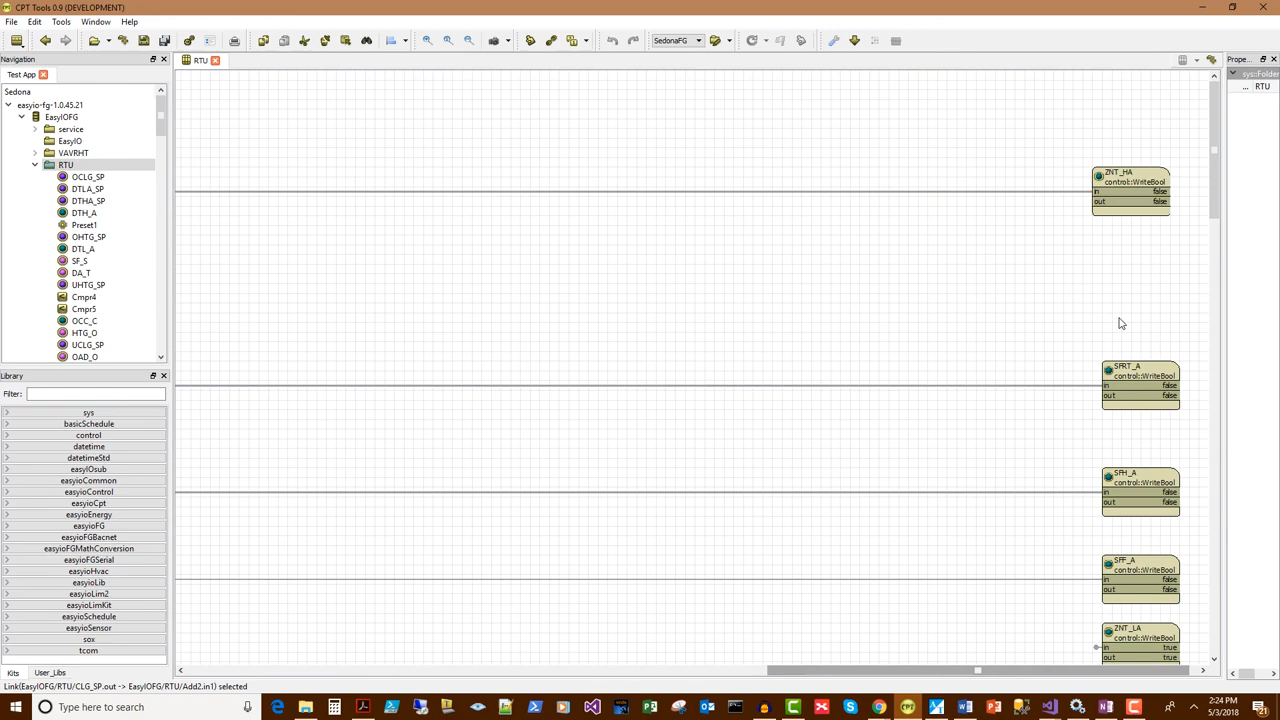 CPT Tools 0.9 (DEVELOPMENT)
File Edit Tools Window Help
SedonaFG
Navigation
Test App
Sedona
easyio-fg-1.0.45.21
EasyIOFG
service
EasyIO
VAVRHT
RTU
OCLG_SP
DTLA_SP
DTHA_SP
DTH_A
Preset1
OHTG_SP
DTL_A
SF_S
DA_T
UHTG_SP
Cmpr4
Cmpr5
OCC_C
HTG_O
UCLG_SP
OAD_O
Library
Filter:
sys
basicSchedule
control
datetime
datetimeStd
easyIOsub
easyioCommon
easyioControl
easyioCpt
easyioEnergy
easyioFG
easyioFGBacnet
easyioFGMathConversion
easyioFGSerial
easyioHvac
easyioLib
easyioLim2
easyioLimKit
easyioSchedule
easyioSensor
sox
tcom
Kits User_Libs
RTU
ZNT_HA
control::WriteBool
in false
out false
SFRT_A
control::WriteBool
in false
out false
SFH_A
control::WriteBool
in false
out false
SFF_A
control::WriteBool
in false
out false
ZNT_LA
control::WriteBool
in true
out true
Prope...
sys::Folder
... RTU
Link(EasyIOFG/RTU/CLG_SP.out -> EasyIOFG/RTU/Add2.in1) selected
Type here to search
CPT
2:24 PM
5/3/2018